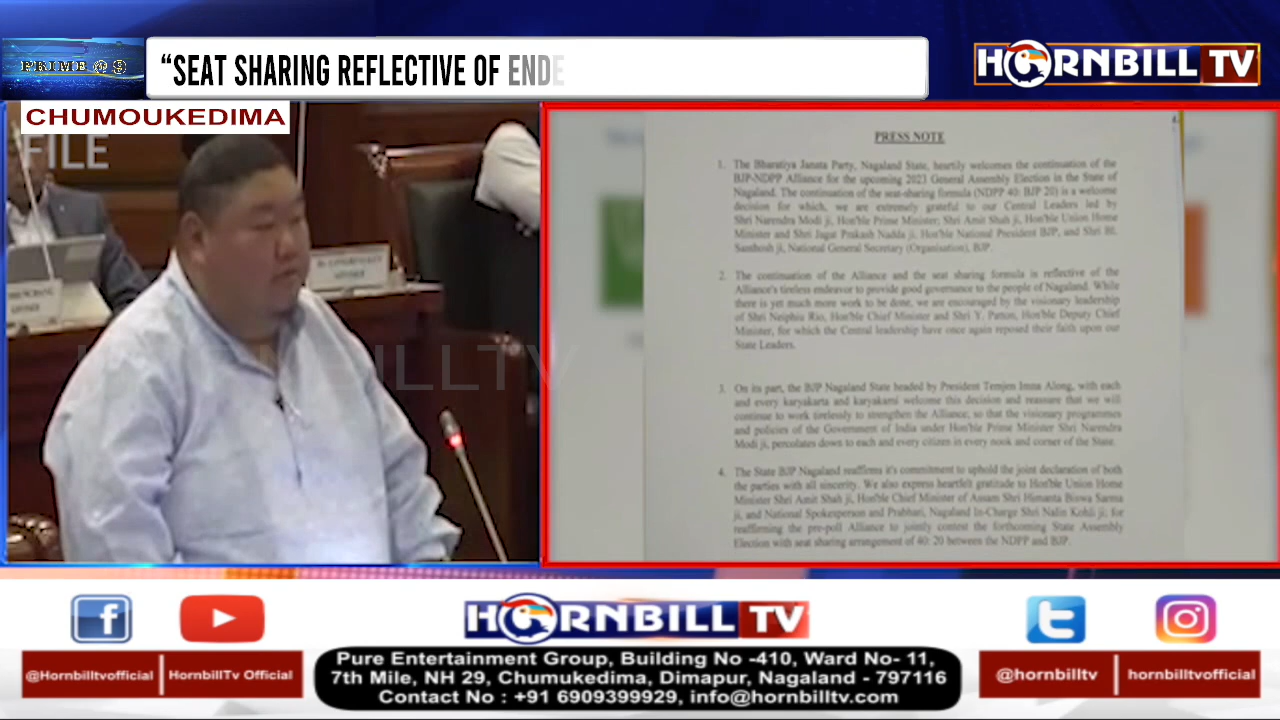 PRIME @ 9
“SEAT SHARING REFLECTIVE OF ENDE
HORNBILL TV
CHUMOUKEDIMA
FILE
ADVISOR
HORNBILLTV
PRESS NOTE
1. The Bharatiya Janata Party, Nagaland State, heartily welcomes the continuation of the
BJP-NDPP Alliance for the upcoming 2023 General Assembly Election in the State of
Nagaland. The continuation of the seat-sharing formula (NDPP 40: BJP 20) is a welcome
decision for which, we are extremely grateful to our Central Leaders led by
Shri Narendra Modi ji, Hon'ble Prime Minister; Shri Amit Shah ji, Hon'ble Union Home
Minister and Shri Jagat Prakash Nadda ji, Hon'ble National President BJP, and Shri BL
Santhosh ji, National General Secretary (Organisation), BJP.
2. The continuation of the Alliance and the seat sharing formula is reflective of the
Alliance's tireless endeavor to provide good governance to the people of Nagaland. While
there is yet much more work to be done, we are encouraged by the visionary leadership
of Shri Neiphiu Rio, Hon'ble Chief Minister and Shri Y. Patton, Hon'ble Deputy Chief
Minister, for which the Central leadership have once again reposed their faith upon our
State Leaders.
3. On its part, the BJP Nagaland State headed by President Temjen Imna Along, with each
and every karyakarta and karyakarni welcome this decision and reassure that we will
continue to work tirelessly to strengthen the Alliance, so that the visionary programmes
and policies of the Government of India under Hon'ble Prime Minister Shri Narendra
Modi ji, percolates down to each and every citizen in every nook and corner of the State.
4. The State BJP Nagaland reaffirms it's commitment to uphold the joint declaration of both
the parties with all sincerity. We also express heartfelt gratitude to Hon'ble Union Home
Minister Shri Amit Shah ji, Hon'ble Chief Minister of Assam Shri Himanta Biswa Sarma
ji, and National Spokesperson and Prabhari, Nagaland In-Charge Shri Nalin Kohli ji; for
reaffirming the pre-poll Alliance to jointly contest the forthcoming State Assembly
Election with seat sharing arrangement of 40: 20 between the NDPP and BJP.
HORNBILL TV
@Hornbilltvofficial
HornbillTv Official
Pure Entertainment Group, Building No -410, Ward No- 11,
7th Mile, NH 29, Chumukedima, Dimapur, Nagaland - 797116
Contact No : +91 6909399929, info@hornbilltv.com
@hornbilltv
hornbilltvofficial